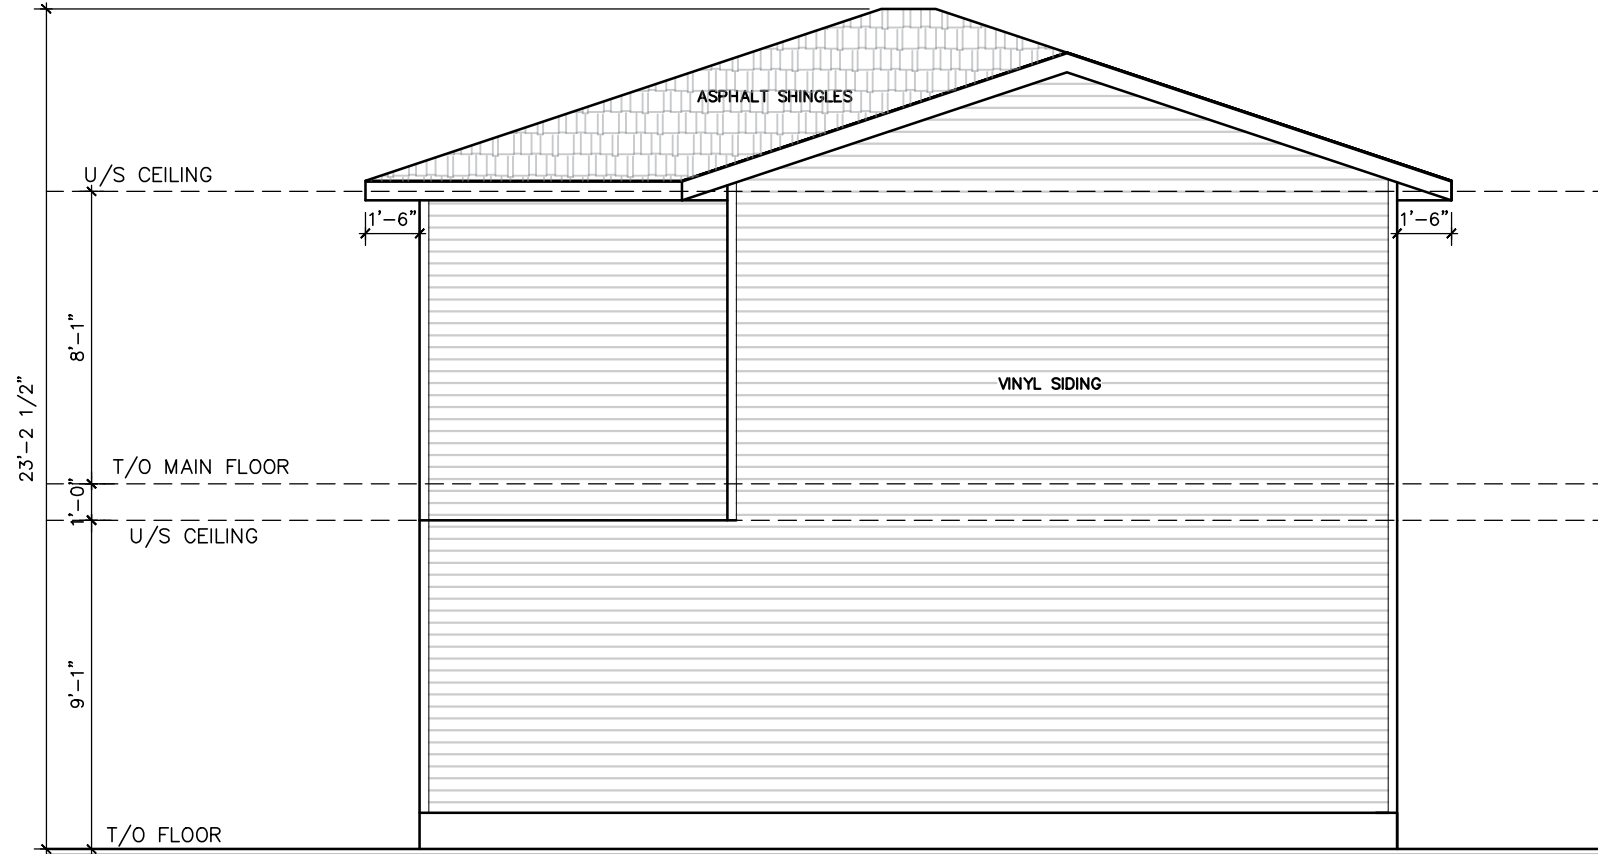 ASPHALT SHINGLES
U/S CEILING
1'-6"
1'-6"
8'-1"
23'-2 1/2"
VINYL SIDING
T/O MAIN FLOOR
1'-0"
U/S CEILING
9'-1"
T/O FLOOR